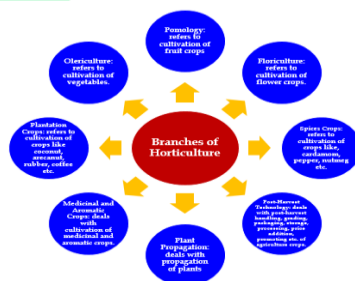 Pomology:
refers to
cultivation of
fruit crops
Olericulture:
refers to
cultivation of
vegetables.
Floriculture:
refers to
cultivation of
flower crops.
Plantation
Crops: refers to
cultivation of
crops like
coconut,
arecanut,
rubber, coffee
etc.
Branches of
Horticulture
Spices Crops: refers
to cultivation of
crops like, cardamom,
pepper, nutmeg etc.
Medicinal and
Aromatic
Crops: deals
with
cultivation of
medicinal and
aromatic crops.
Plant
Propagation:
deals with
propagation of
plants
Post-Harvest
Technology: deals
with post-harvest
handling, grading,
packaging, storage,
processing, price
addition,
promoting etc. of
agriculture crops.